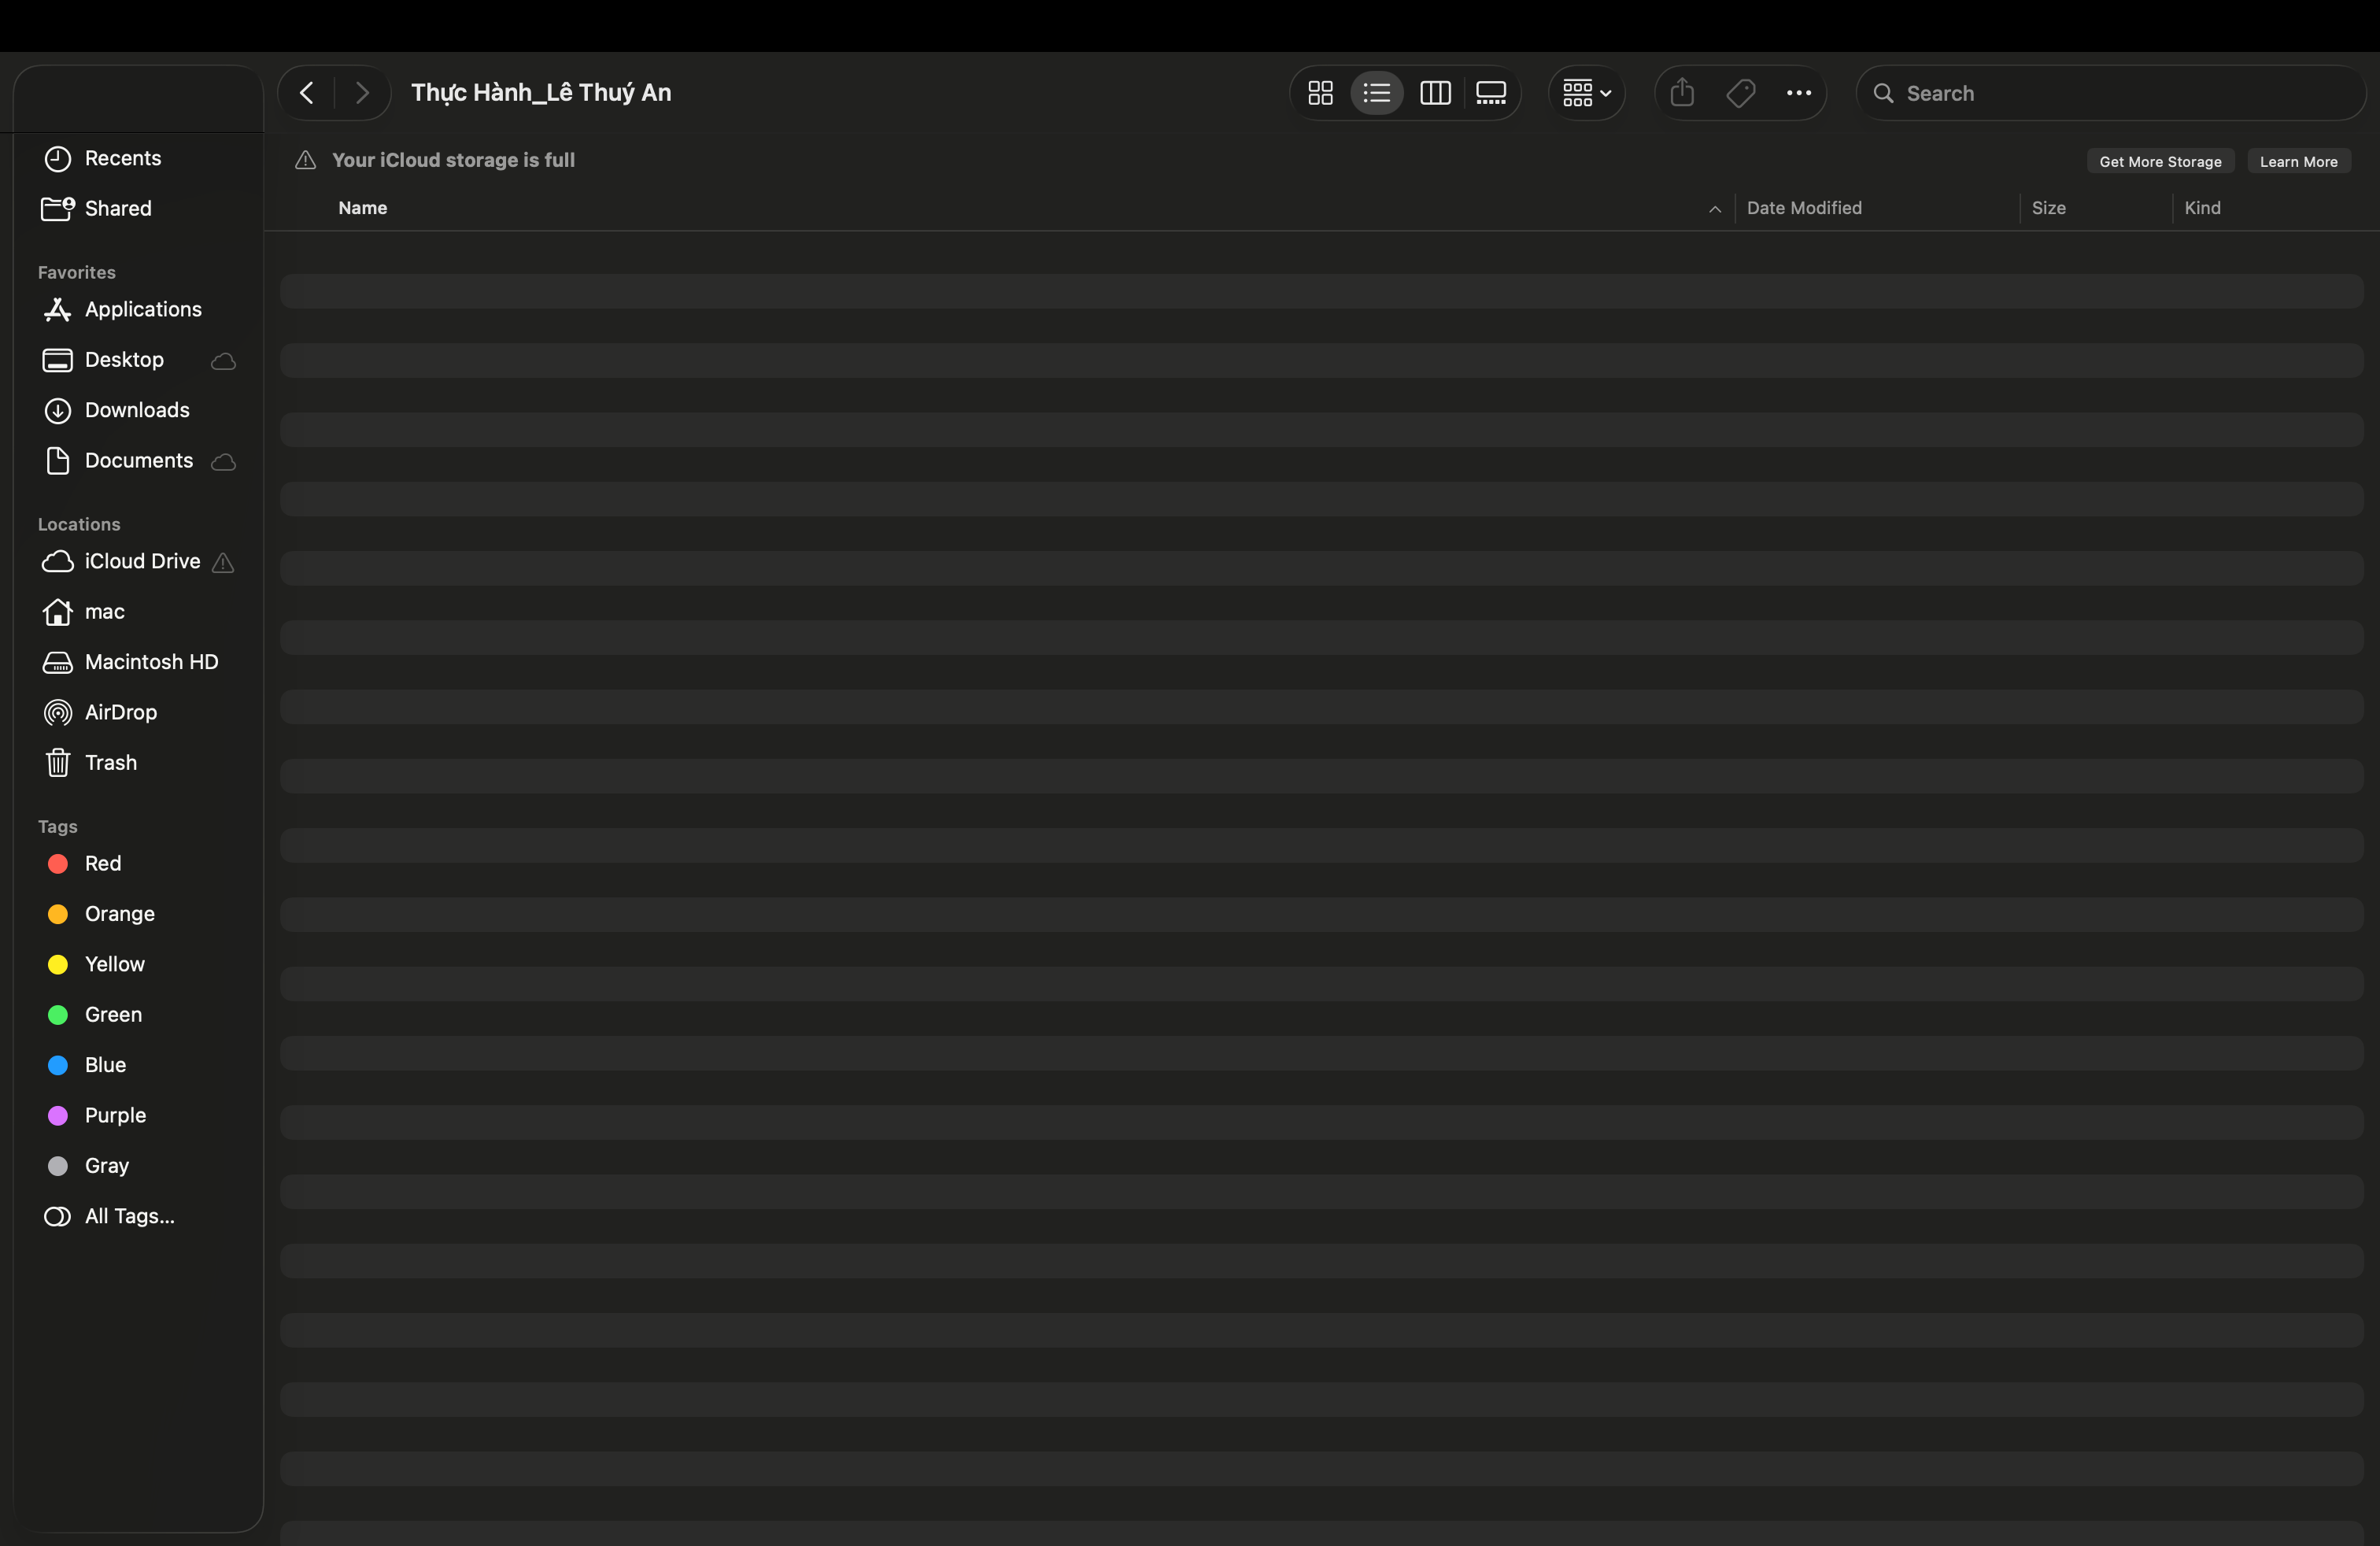 Thực Hành_Lê Thuý An
Search
Recents
Shared
Favorites
Applications
Desktop
Downloads
Documents
Locations
iCloud Drive
mac
Macintosh HD
AirDrop
Trash
Tags
Red
Orange
Yellow
Green
Blue
Purple
Gray
All Tags...
Your iCloud storage is full
Get More Storage
Learn More
Name
Date Modified
Size
Kind